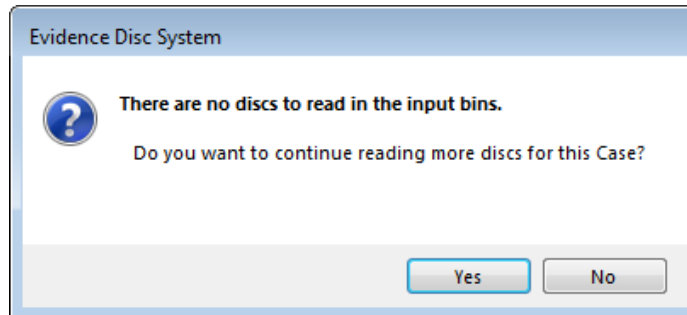 Evidence Disc System
There are no discs to read in the input bins.
Do you want to continue reading more discs for this Case?
Yes
No